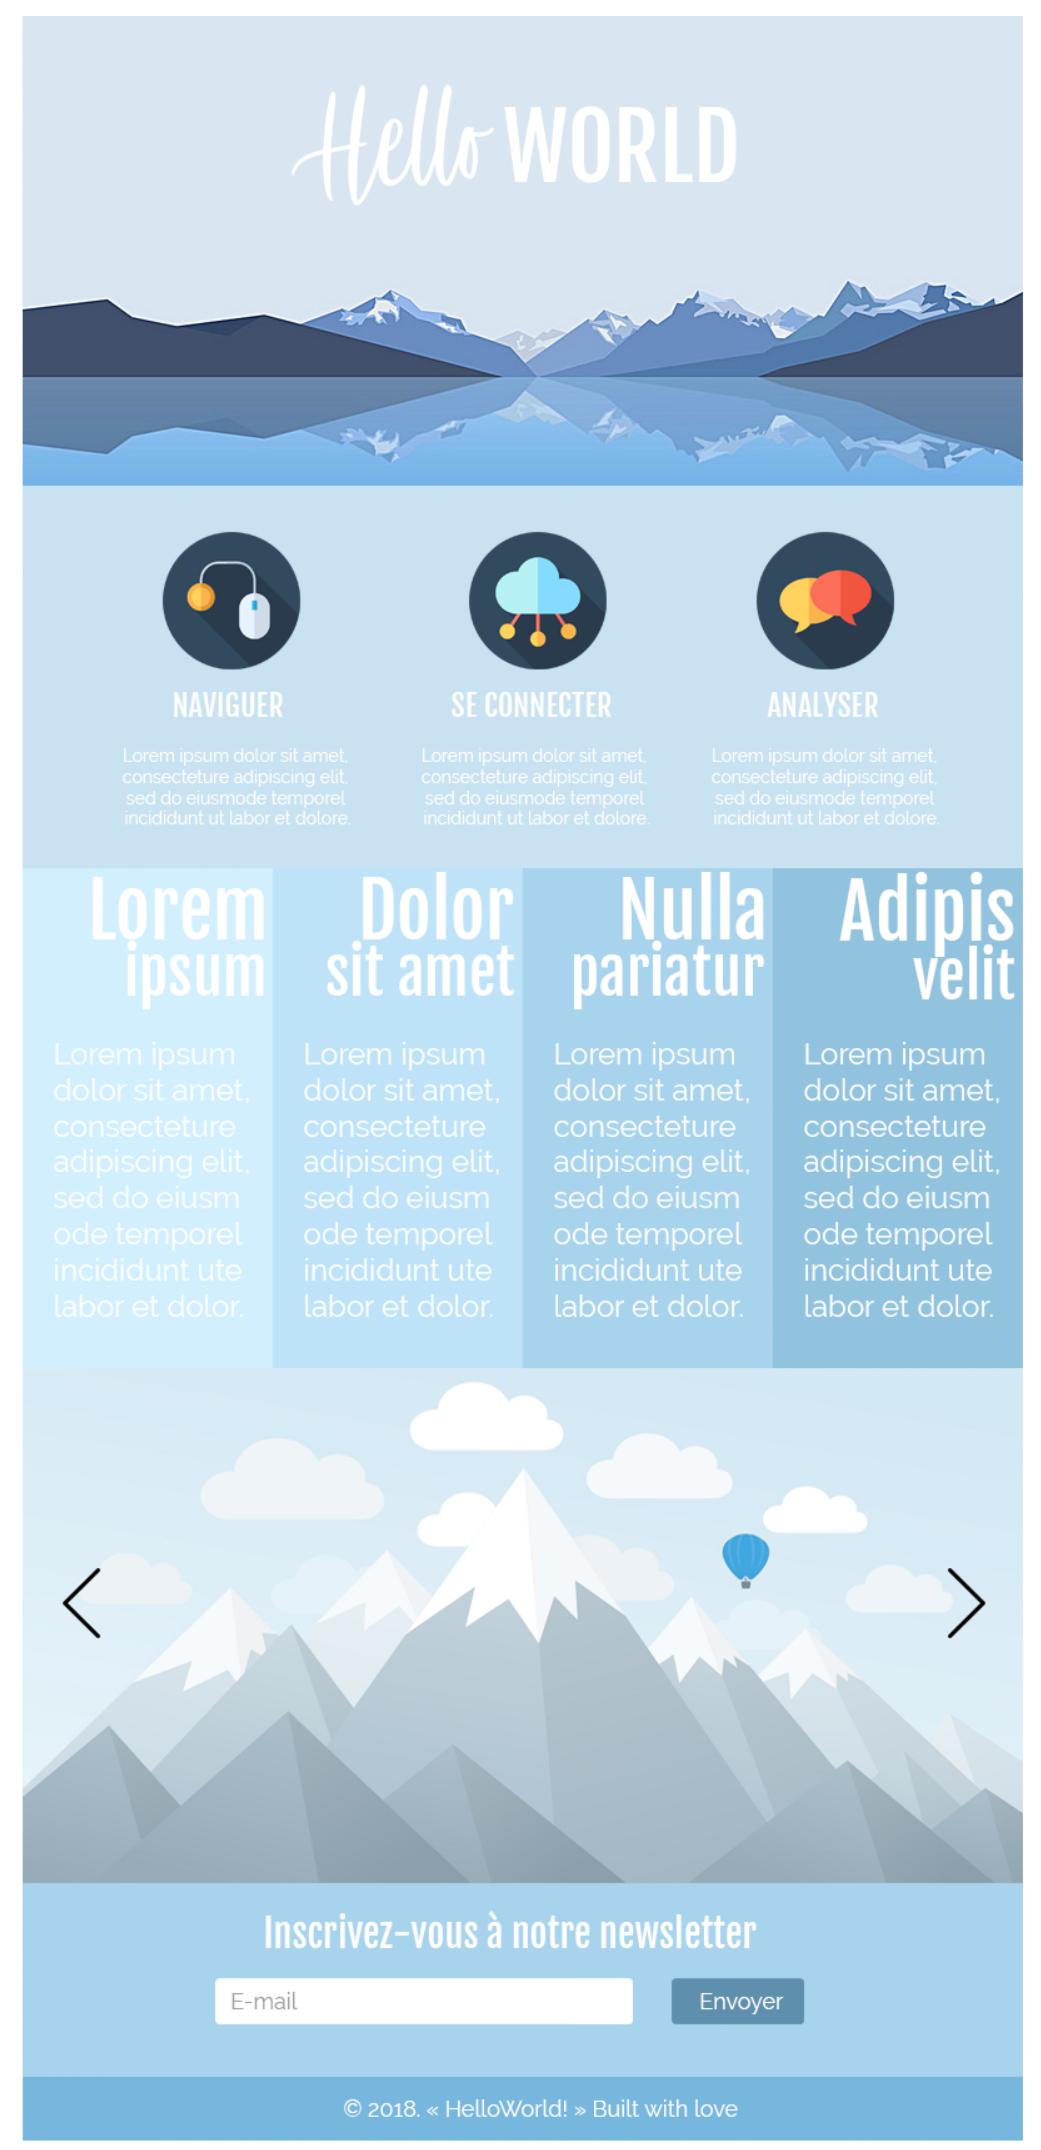 Hello WORLD
NAVIGUER
Lorem ipsum dolor sit amet,
consecteture adipiscing elit,
sed do eiusmode temporel
incididunt ut labor et dolore.
SE CONNECTER
Lorem ipsum dolor sit amet,
consecteture adipiscing elit,
sed do eiusmode temporel
incididunt ut labor et dolore.
ANALYSER
Lorem ipsum dolor sit amet,
consecteture adipiscing elit,
sed do eiusmode temporel
incididunt ut labor et dolore.
Lorem
ipsum
Lorem ipsum
dolor sit amet,
consecteture
adipiscing elit,
sed do eiusm
ode temporel
incididunt ute
labor et dolor.
Dolor
sit amet
Lorem ipsum
dolor sit amet,
consecteture
adipiscing elit,
sed do eiusm
ode temporel
incididunt ute
labor et dolor.
Nulla
pariatur
Lorem ipsum
dolor sit amet,
consecteture
adipiscing elit,
sed do eiusm
ode temporel
incididunt ute
labor et dolor.
Adipis
velit
Lorem ipsum
dolor sit amet,
consecteture
adipiscing elit,
sed do eiusm
ode temporel
incididunt ute
labor et dolor.
Inscrivez-vous à notre newsletter
E-mail
Envoyer
© 2018. « HelloWorld! » Built with love